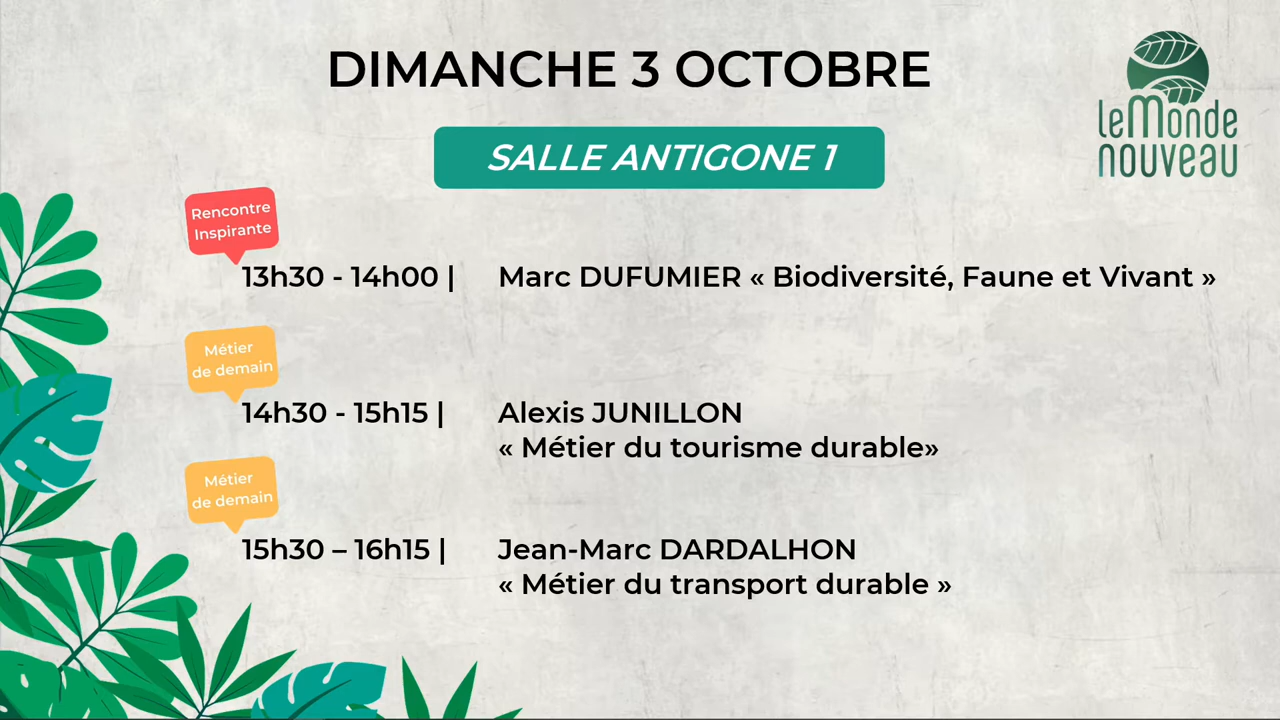 DIMANCHE 3 OCTOBRE
leMonde
nouveau
SALLE ANTIGONE 1
Rencontre
Inspirante
13h30 - 14h00 | Marc DUFUMIER « Biodiversité, Faune et Vivant »
Métier
de demain
14h30 - 15h15 | Alexis JUNILLON
« Métier du tourisme durable»
Métier
de demain
15h30 – 16h15 | Jean-Marc DARDALHON
« Métier du transport durable »